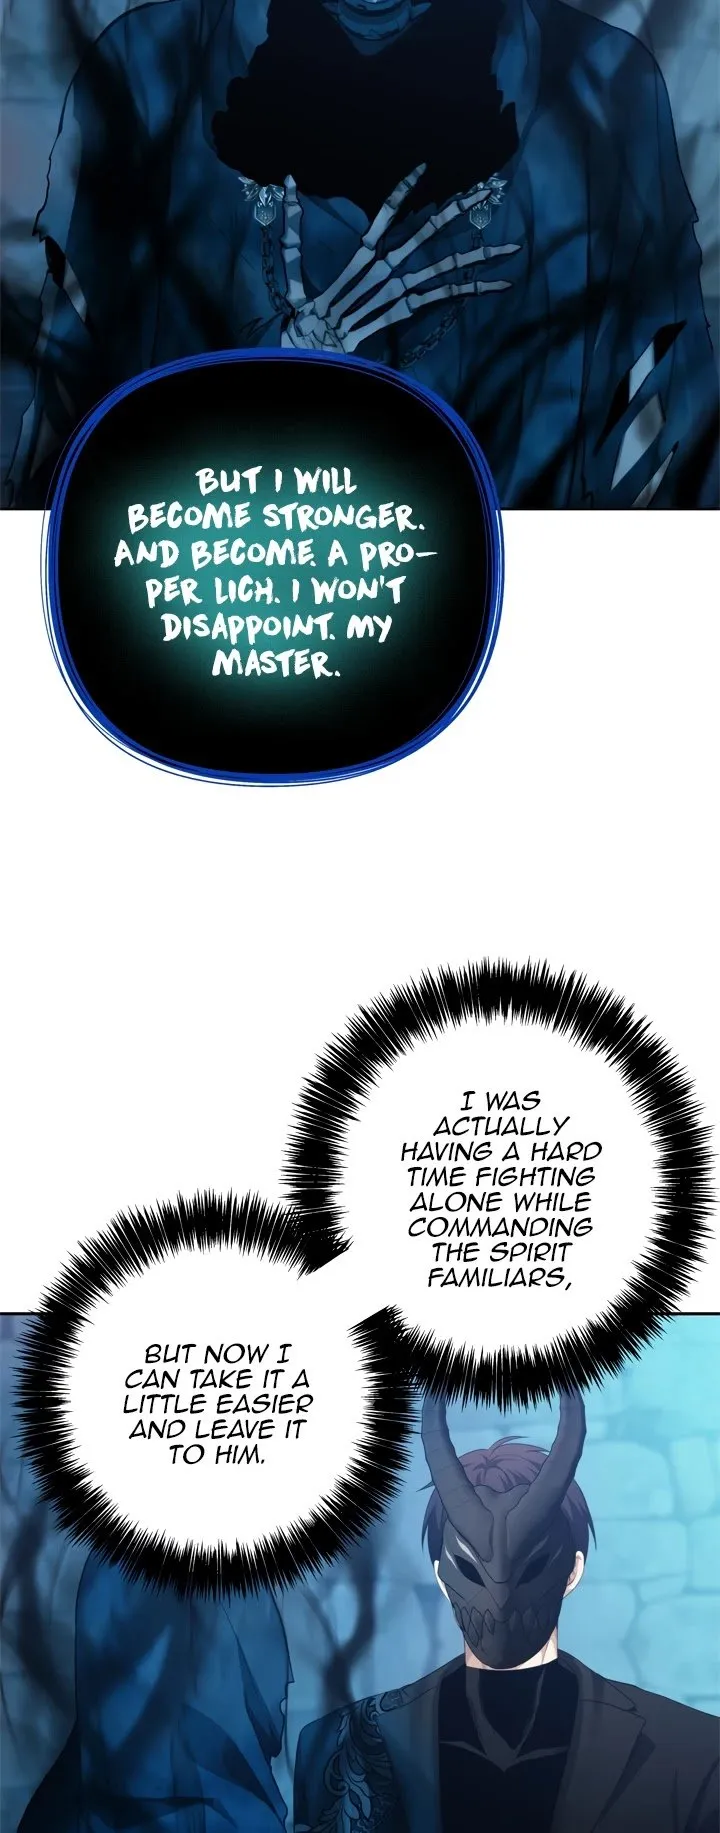 BUT I WILL
BECOME STRONGER.
AND BECOME A PRO-
PER LICH. I WON'T
DISAPPOINT. MY
MASTER.
I WAS
ACTUALLY
HAVING A HARD
TIME FIGHTING
ALONE WHILE
COMMANDING
THE SPIRIT
FAMILIARS,
BUT NOW I
CAN TAKE IT A
LITTLE EASIER
AND LEAVE IT
TO HIM.